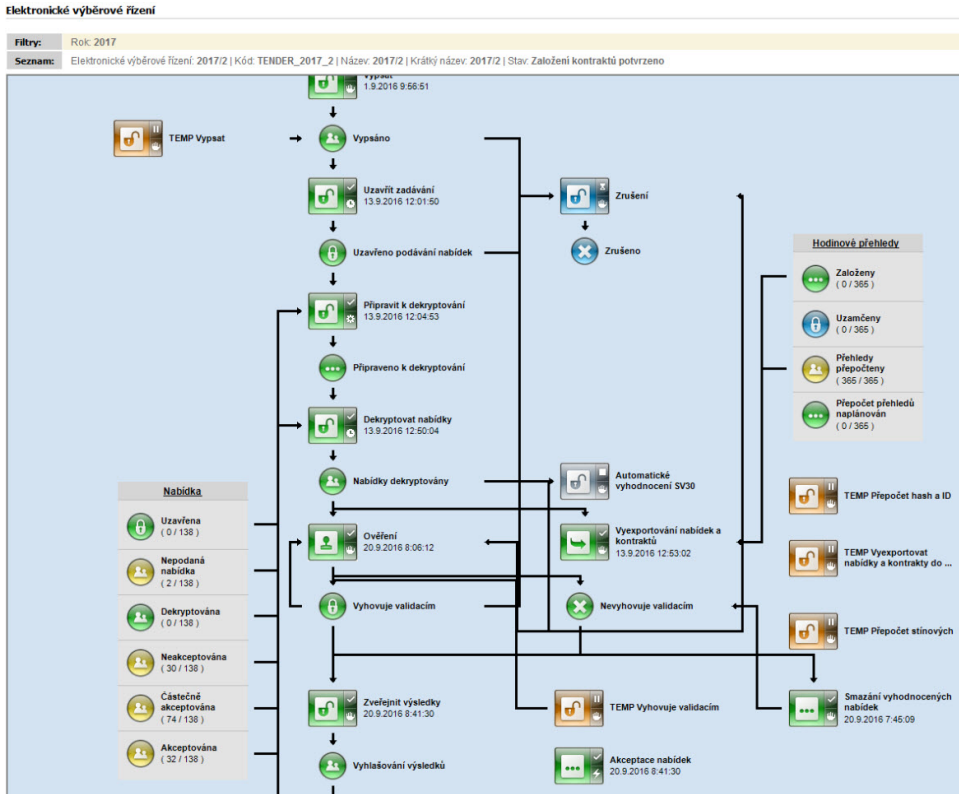 Elektronické výběrové řízení
Filtry: Rok: 2017
Seznam: Elektronické výběrové řízení: 2017/2 | Kód: TENDER_2017_2 | Název: 2017/2 | Krátký název: 2017/2 | Stav: Založení kontraktů potvrzeno
Vypsat
1.9.2016 9:56:51
TEMP Vypsat
Vypsáno
Uzavřít zadávání
13.9.2016 12:01:50
Zrušení
Uzavřeno podávání nabídek
Zrušeno
Hodinové přehledy
Založeny
( 0 / 365 )
Uzamčeny
( 0 / 365 )
Přehledy
přepočteny
( 365 / 365 )
Přepočet přehledů
naplánován
( 0 / 365 )
Připravit k dekryptování
13.9.2016 12:04:53
Připraveno k dekryptování
Dekryptovat nabídky
13.9.2016 12:50:04
Nabídky dekryptovány
Automatické
vyhodnocení SV30
Nabídka
Uzavřena
( 0 / 138 )
Nepodaná
nabídka
( 2 / 138 )
Dekryptována
( 0 / 138 )
Neakceptována
( 30 / 138 )
Částečně
akceptována
( 74 / 138 )
Akceptována
( 32 / 138 )
Ověření
20.9.2016 8:06:12
Vyexportování nabídek a
kontraktů
13.9.2016 12:53:02
TEMP Přepočet hash a ID
TEMP Vyexportovat
nabídky a kontrakty do ...
Vyhovuje validacím
Nevyhovuje validacím
TEMP Přepočet stínových
Zveřejnit výsledky
20.9.2016 8:41:30
TEMP Vyhovuje validacím
Smazání vyhodnocených
nabídek
20.9.2016 7:45:09
Vyhlašování výsledků
Akceptace nabídek
20.9.2016 8:41:30